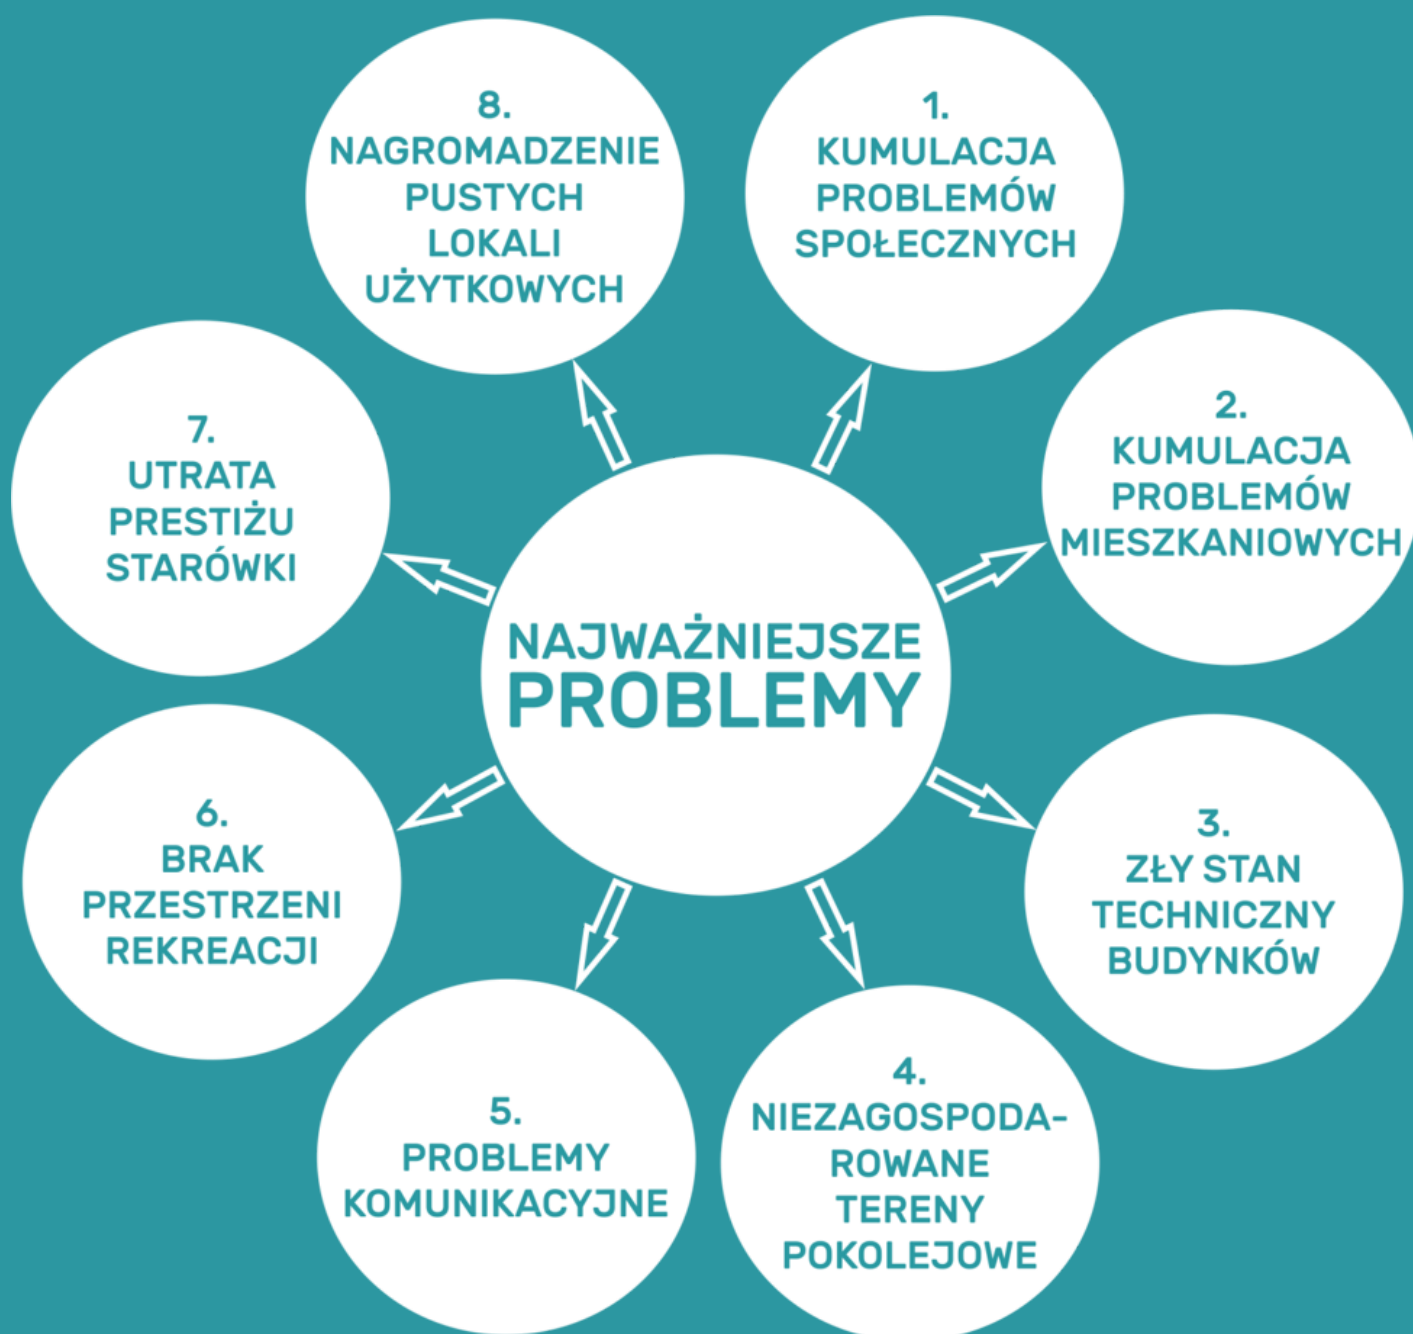 NAJWAŻNIEJSZE
PROBLEMY
1.
KUMULACJA
PROBLEMÓW
SPOŁECZNYCH
2.
KUMULACJA
PROBLEMÓW
MIESZKANIOWYCH
3.
ZŁY STAN
TECHNICZNY
BUDYNKÓW
4.
NIEZAGOSPODA-
ROWANE
TERENY
POKOLEJOWE
5.
PROBLEMY
KOMUNIKACYJNE
6.
BRAK
PRZESTRZENI
REKREACJI
7.
UTRATA
PRESTIŻU
STARÓWKI
8.
NAGROMADZENIE
PUSTYCH
LOKALI
UŻYTKOWYCH